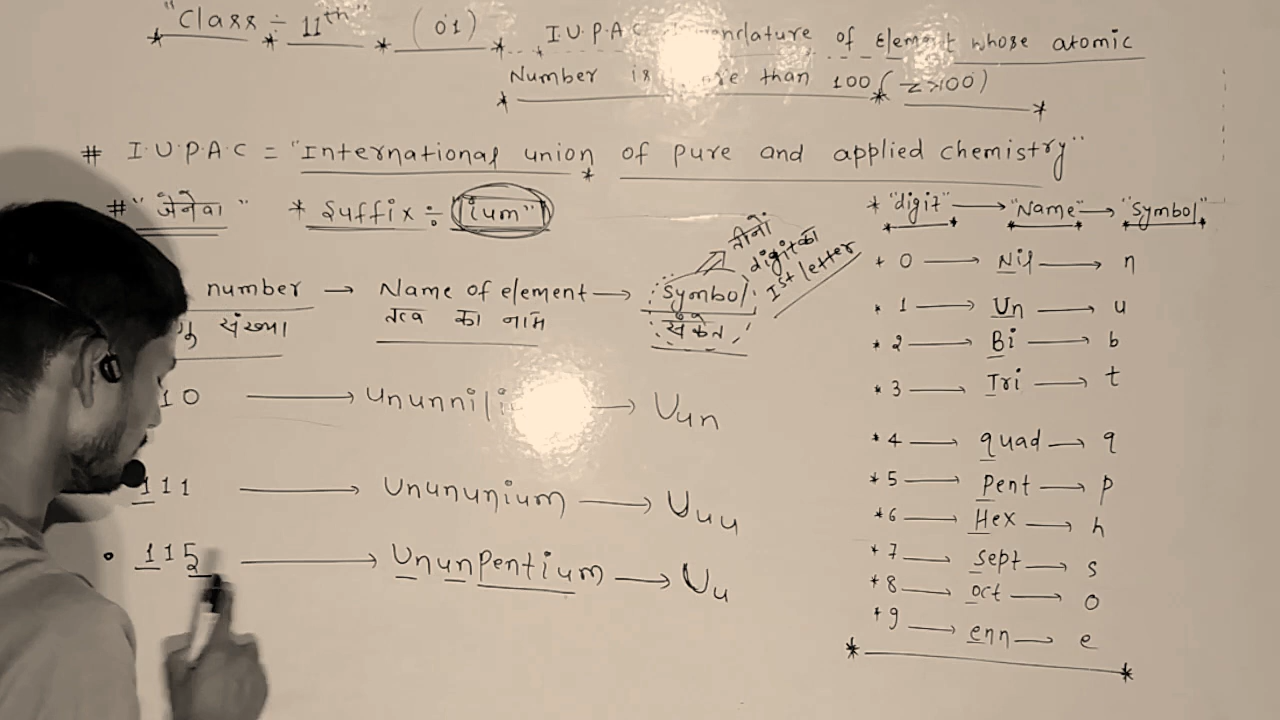 "Class ÷ 11th" (01) I.U.P.A.C of Element whose atomic
Number is than 100 (Z>100)
# I.U.P.A.C = "International union of pure and applied chemistry"
# "जेनेवा" * Suffix ÷ "ium"
number → Name of element → Symbol
संख्या तत्व का नाम संकेत
तीनों
digit का
1st letter
10 → Ununnili → Uun
111 → Unununium → Uuu
• 115 → Ununpentium → Uu
* "digit" → "Name" → "Symbol"
* 0 → Nil → n
* 1 → Un → u
* 2 → Bi → b
* 3 → Tri → t
* 4 → quad → q
* 5 → Pent → p
* 6 → Hex → h
* 7 → Sept → s
* 8 → oct → o
* 9 → enn → e